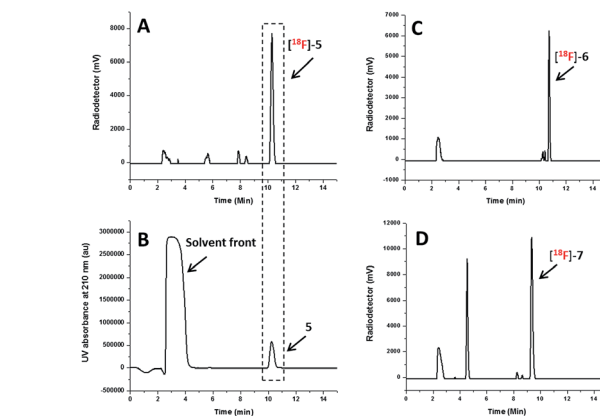 A
8000
6000
4000
2000
0
Radiodetector (mV)
[18F]-5
0 2 4 6 8 10 12 14
Time (Min)
C
7000
6000
5000
4000
3000
2000
1000
0
-1000
Radiodetector (mV)
[18F]-6
0 2 4 6 8 10 12 14
Time (min)
B
3000000
2500000
2000000
1500000
1000000
500000
0
-500000
UV absorbance at 210 nm (au)
Solvent front
5
0 2 4 6 8 10 12 14
Time (Min)
D
12000
10000
8000
6000
4000
2000
0
Radiodetector (mV)
[18F]-7
0 2 4 6 8 10 12 14
Time (min)